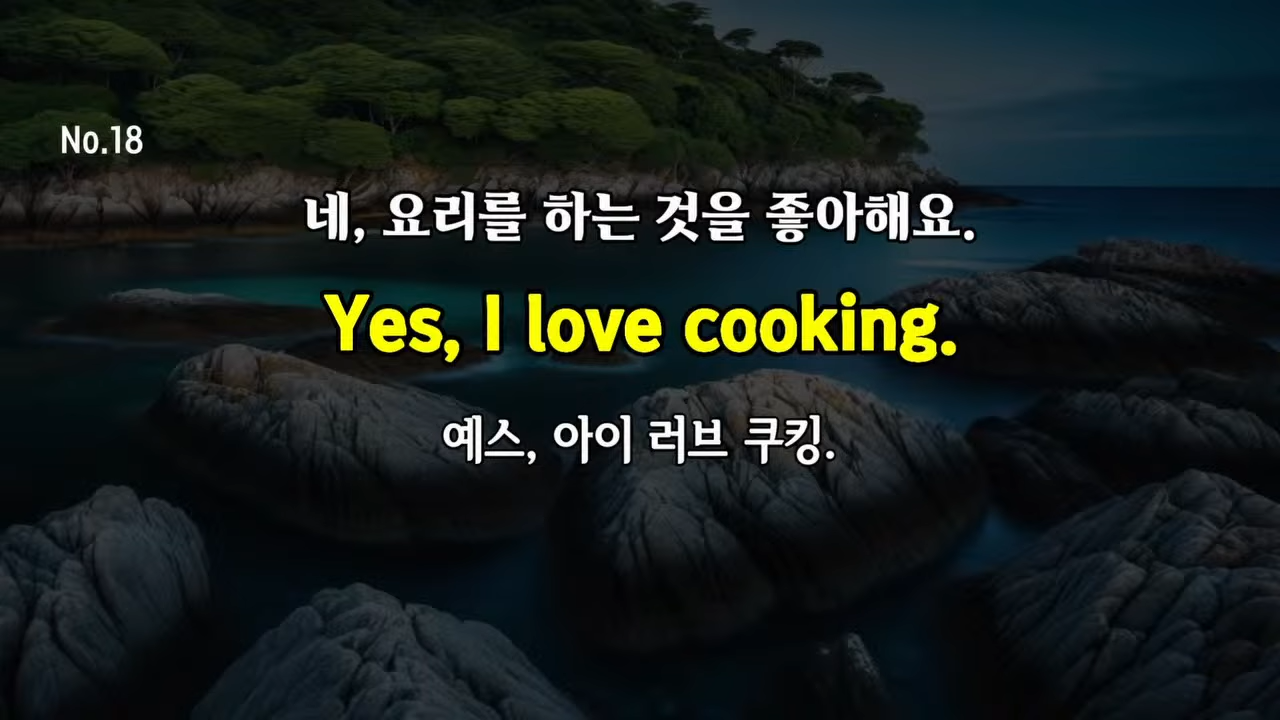 No.18
네, 요리를 하는 것을 좋아해요.
Yes, I love cooking.
예스, 아이 러브 쿠킹.